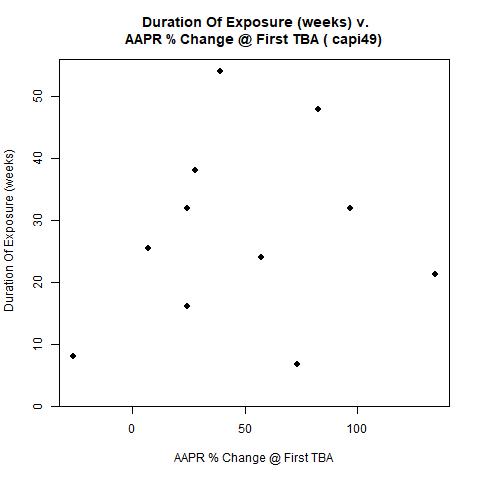 Duration Of Exposure (weeks) v.
AAPR % Change @ First TBA ( capi49)
Duration Of Exposure (weeks)
50
40
30
20
10
0
0 50 100
AAPR % Change @ First TBA